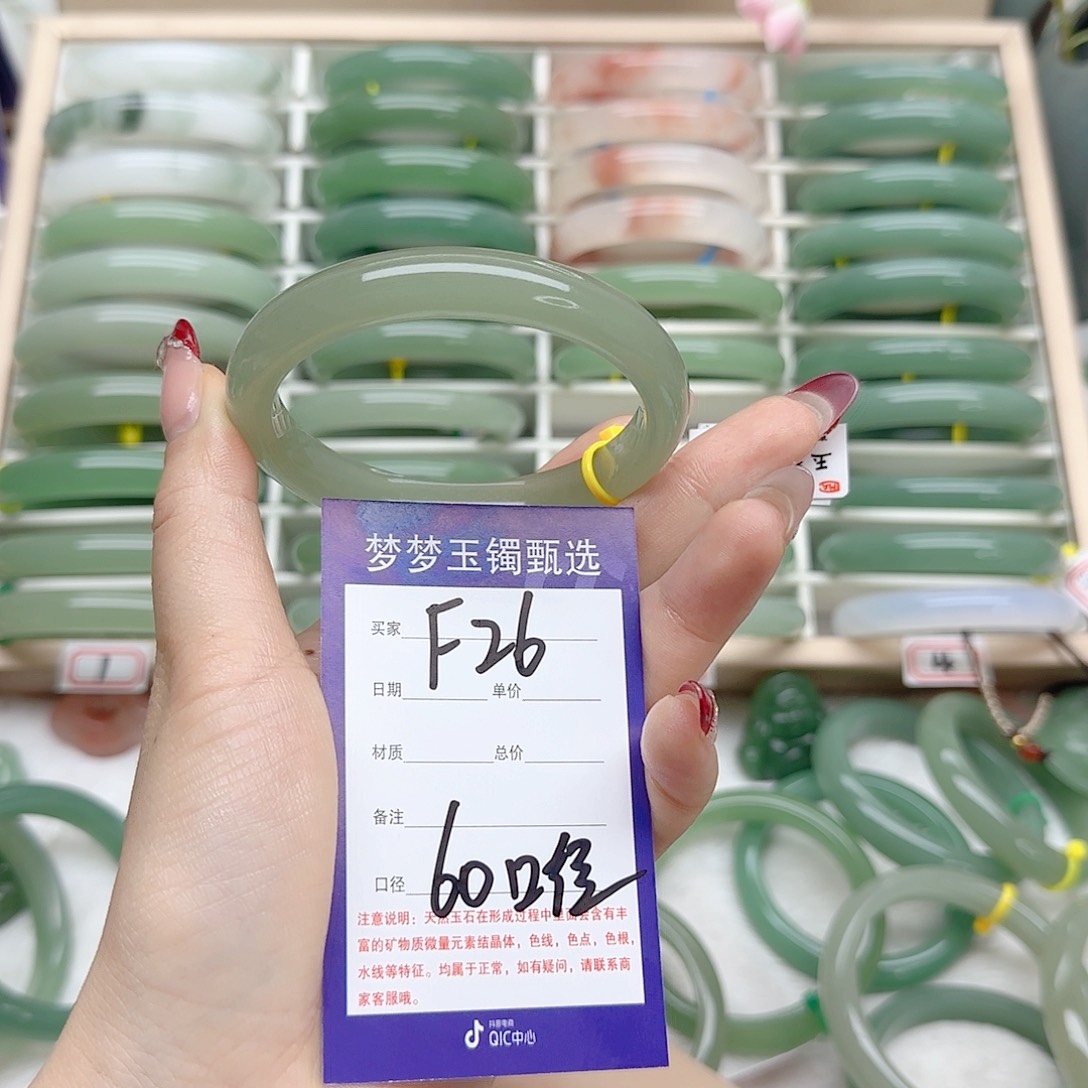 梦梦玉镯甄选
买家 F26
日期 单价
材质 总价
备注
口径 60口径
注意说明：天然玉石在形成过程中里面会含有丰
富的矿物质微量元素结晶体，色线，色点，色根，
水线等特征。均属于正常，如有疑问，请联系商
家客服哦。
抖音电商
QIC中心
玉